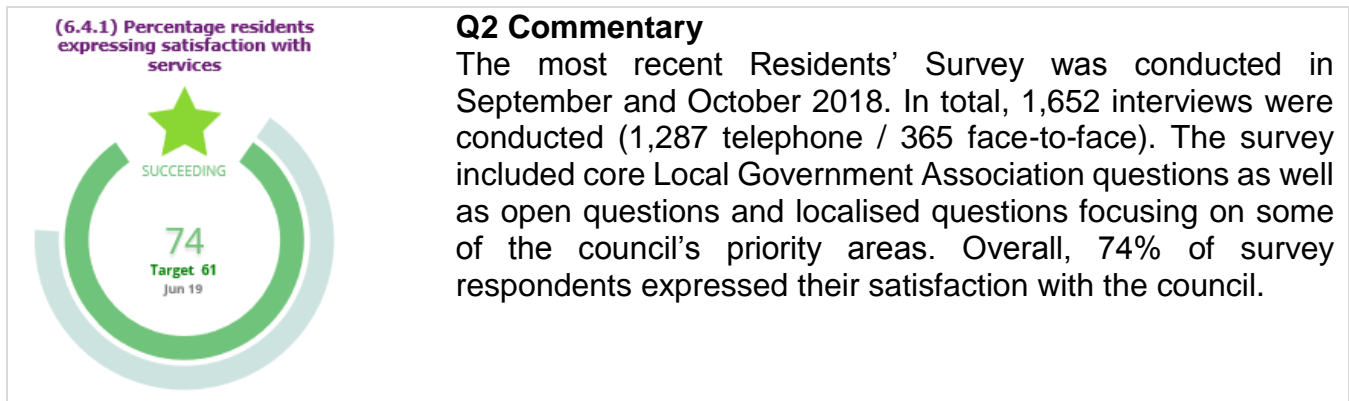 (6.4.1) Percentage residents
expressing satisfaction with
services
SUCCEEDING
74
Target 61
Jun 19
Q2 Commentary
The most recent Residents’ Survey was conducted in
September and October 2018. In total, 1,652 interviews were
conducted (1,287 telephone / 365 face-to-face). The survey
included core Local Government Association questions as well
as open questions and localised questions focusing on some
of the council’s priority areas. Overall, 74% of survey
respondents expressed their satisfaction with the council.